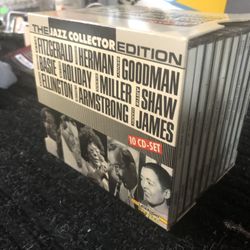 THE JAZZ COLLECTOR EDITION
FITZGERALD HERMAN GOODMAN
BASIE HOLIDAY MILLER SHAW
ELLINGTON ARMSTRONG JAMES
10 CD-SET